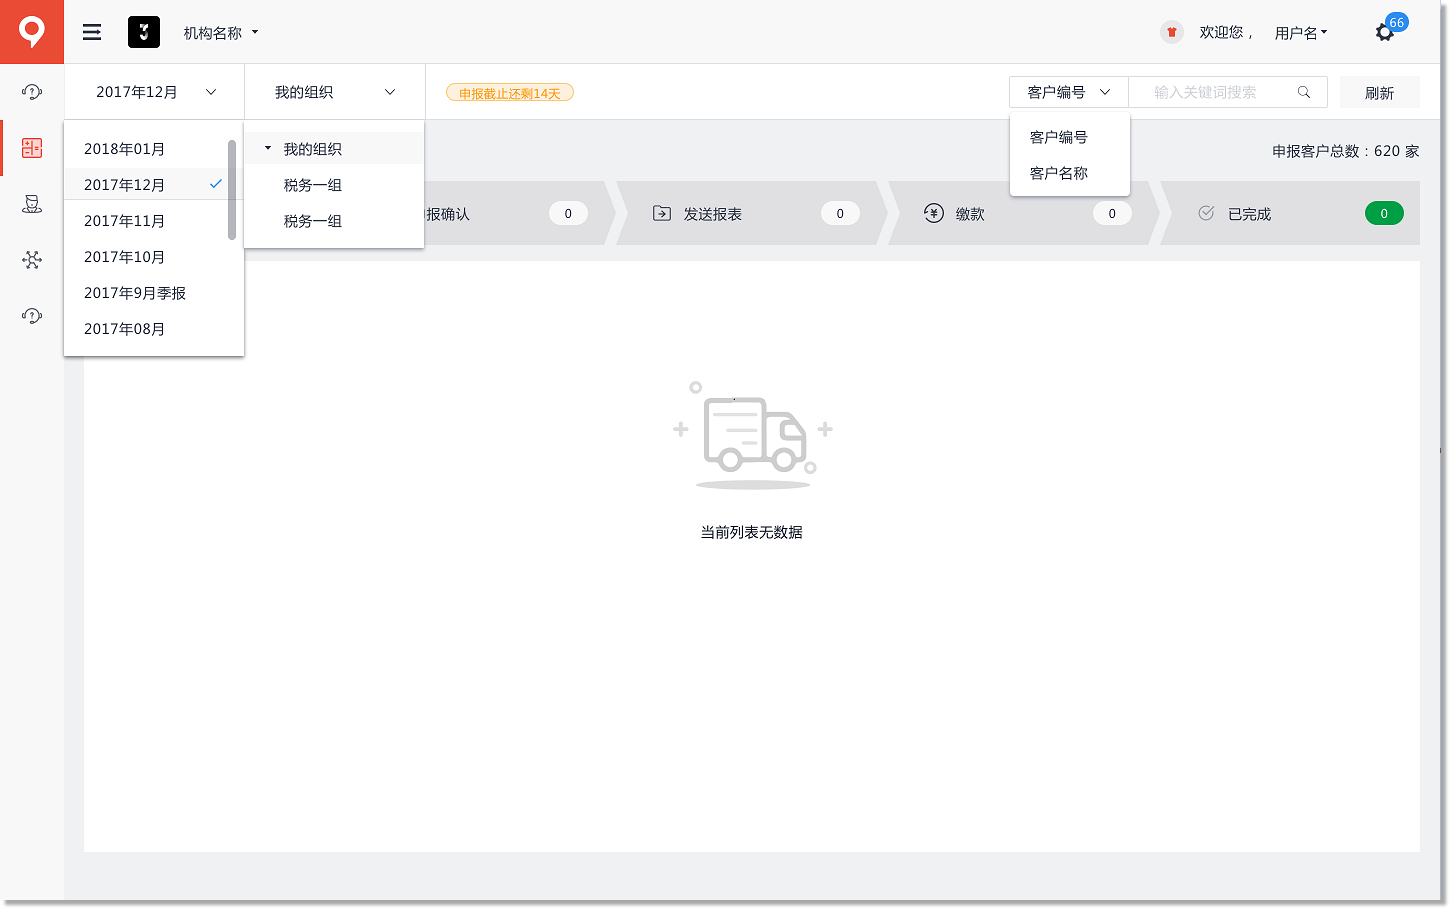 机构名称
欢迎您， 用户名
66
2017年12月
我的组织
申报截止还剩14天
客户编号
输入关键词搜索
刷新
2018年01月
2017年12月
2017年11月
2017年10月
2017年9月季报
2017年08月
我的组织
税务一组
税务一组
客户编号
客户名称
申报客户总数：620 家
报确认 0
发送报表 0
缴款 0
已完成 0
当前列表无数据